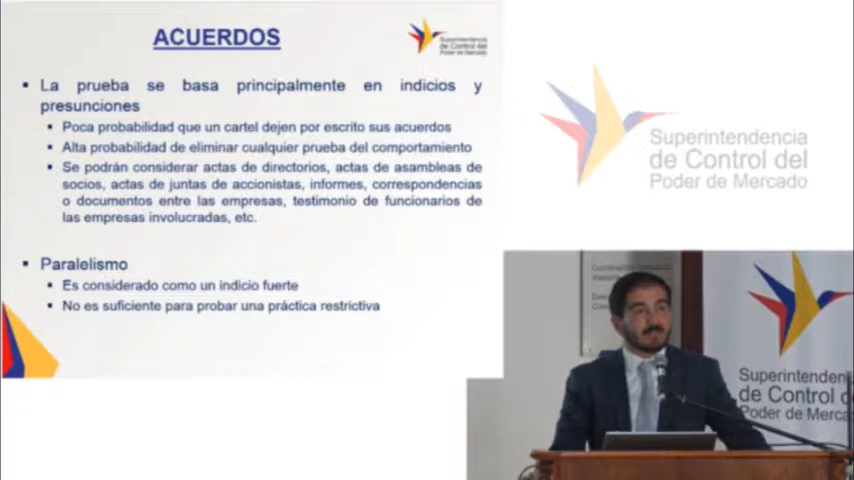 ACUERDOS
Superintendencia
de Control del
Poder de Mercado
La prueba se basa principalmente en indicios y
presunciones
Poca probabilidad que un cartel dejen por escrito sus acuerdos
Alta probabilidad de eliminar cualquier prueba del comportamiento
Se podrán considerar actas de directorios, actas de asambleas de
socios, actas de juntas de accionistas, informes, correspondencias
o documentos entre las empresas, testimonio de funcionarios de
las empresas involucradas, etc.
Paralelismo
Es considerado como un indicio fuerte
No es suficiente para probar una práctica restrictiva
Superintendencia
de Control del
Poder de Mercado
Superintenden
de Control d
Poder de Merca